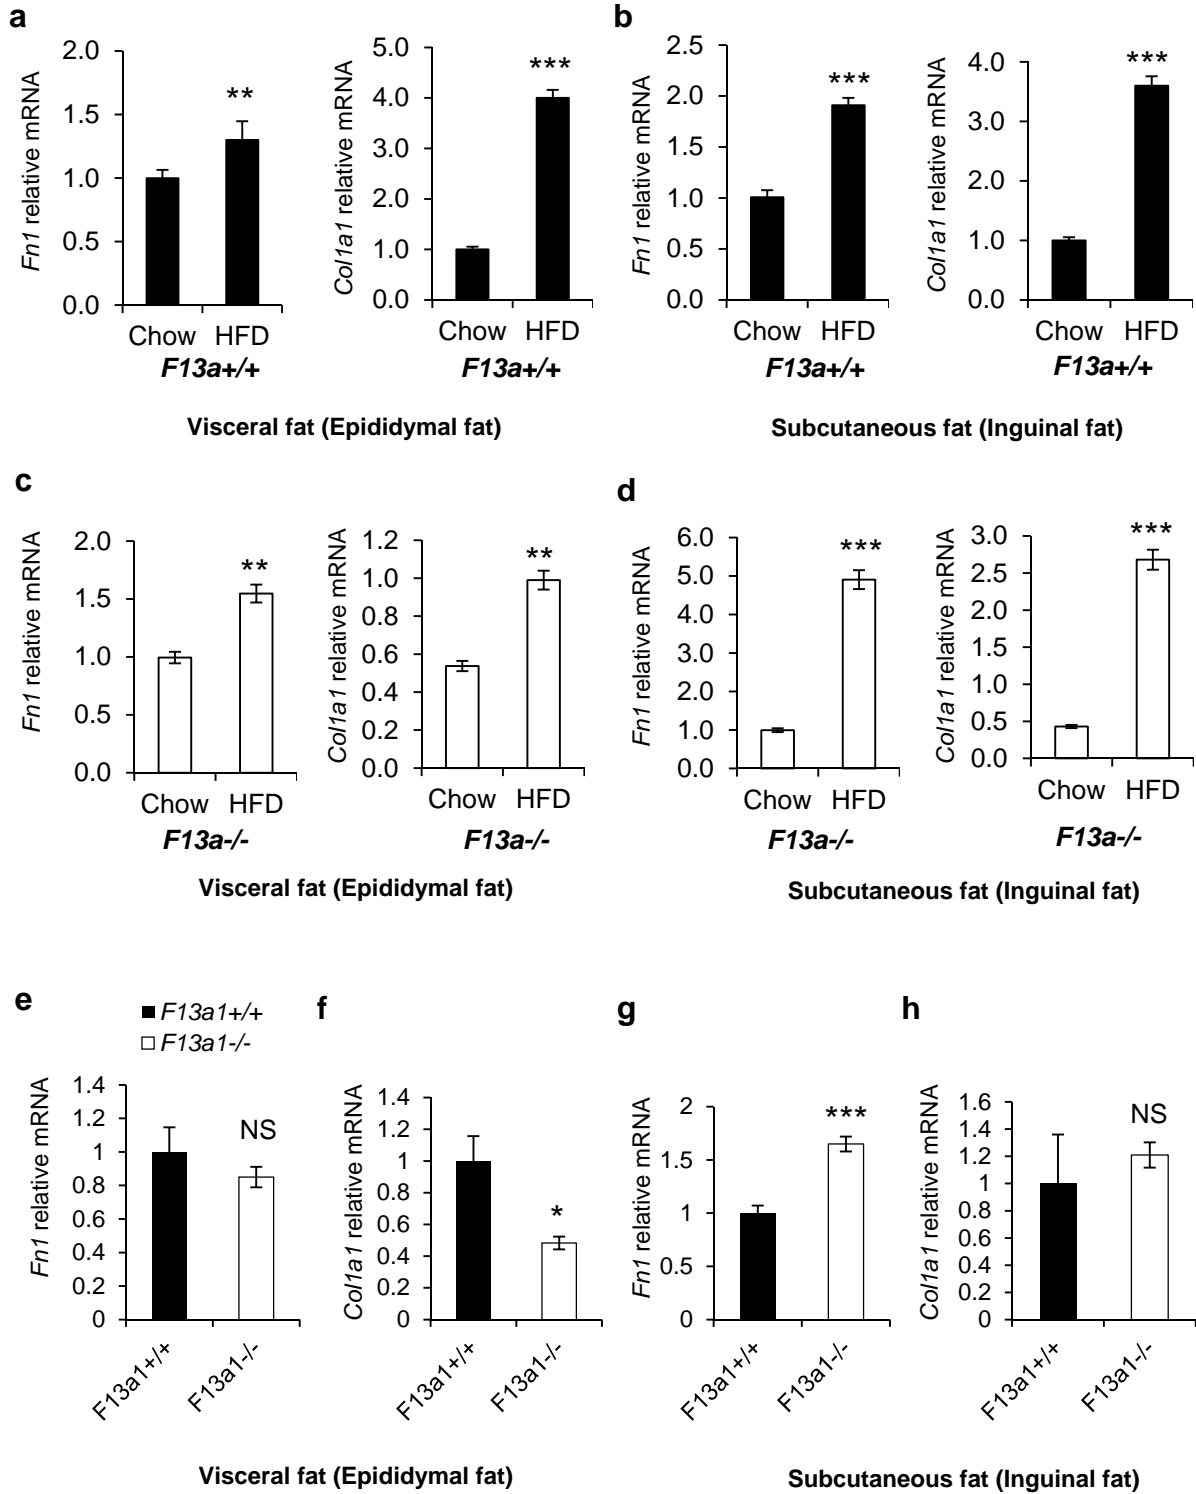 a
Fn1 relative mRNA
2.0
1.5
1.0
0.5
0.0
**
Chow HFD
F13a+/+
Col1a1 relative mRNA
5.0
4.0
3.0
2.0
1.0
0.0
***
Chow HFD
F13a+/+
Visceral fat (Epididymal fat)
b
Fn1 relative mRNA
2.5
2.0
1.5
1.0
0.5
0.0
***
Chow HFD
F13a+/+
Col1a1 relative mRNA
4.0
3.0
2.0
1.0
0.0
***
Chow HFD
F13a+/+
Subcutaneous fat (Inguinal fat)
c
Fn1 relative mRNA
2.0
1.5
1.0
0.5
0.0
**
Chow HFD
F13a-/-
Col1a1 relative mRNA
1.2
1.0
0.8
0.6
0.4
0.2
0.0
**
Chow HFD
F13a-/-
Visceral fat (Epididymal fat)
d
Fn1 relative mRNA
6.0
5.0
4.0
3.0
2.0
1.0
0.0
***
Chow HFD
F13a-/-
Col1a1 relative mRNA
3.0
2.5
2.0
1.5
1.0
0.5
0.0
***
Chow HFD
F13a-/-
Subcutaneous fat (Inguinal fat)
e
F13a1+/+
F13a1-/-
Fn1 relative mRNA
1.4
1.2
1
0.8
0.6
0.4
0.2
0
NS
F13a1+/+
F13a1-/-
f
Col1a1 relative mRNA
1.4
1.2
1
0.8
0.6
0.4
0.2
0
*
F13a1+/+
F13a1-/-
Visceral fat (Epididymal fat)
g
Fn1 relative mRNA
2
1.5
1
0.5
0
***
F13a1+/+
F13a1-/-
h
Col1a1 relative mRNA
1.6
1.4
1.2
1
0.8
0.6
0.4
0.2
0
NS
F13a1+/+
F13a1-/-
Subcutaneous fat (Inguinal fat)